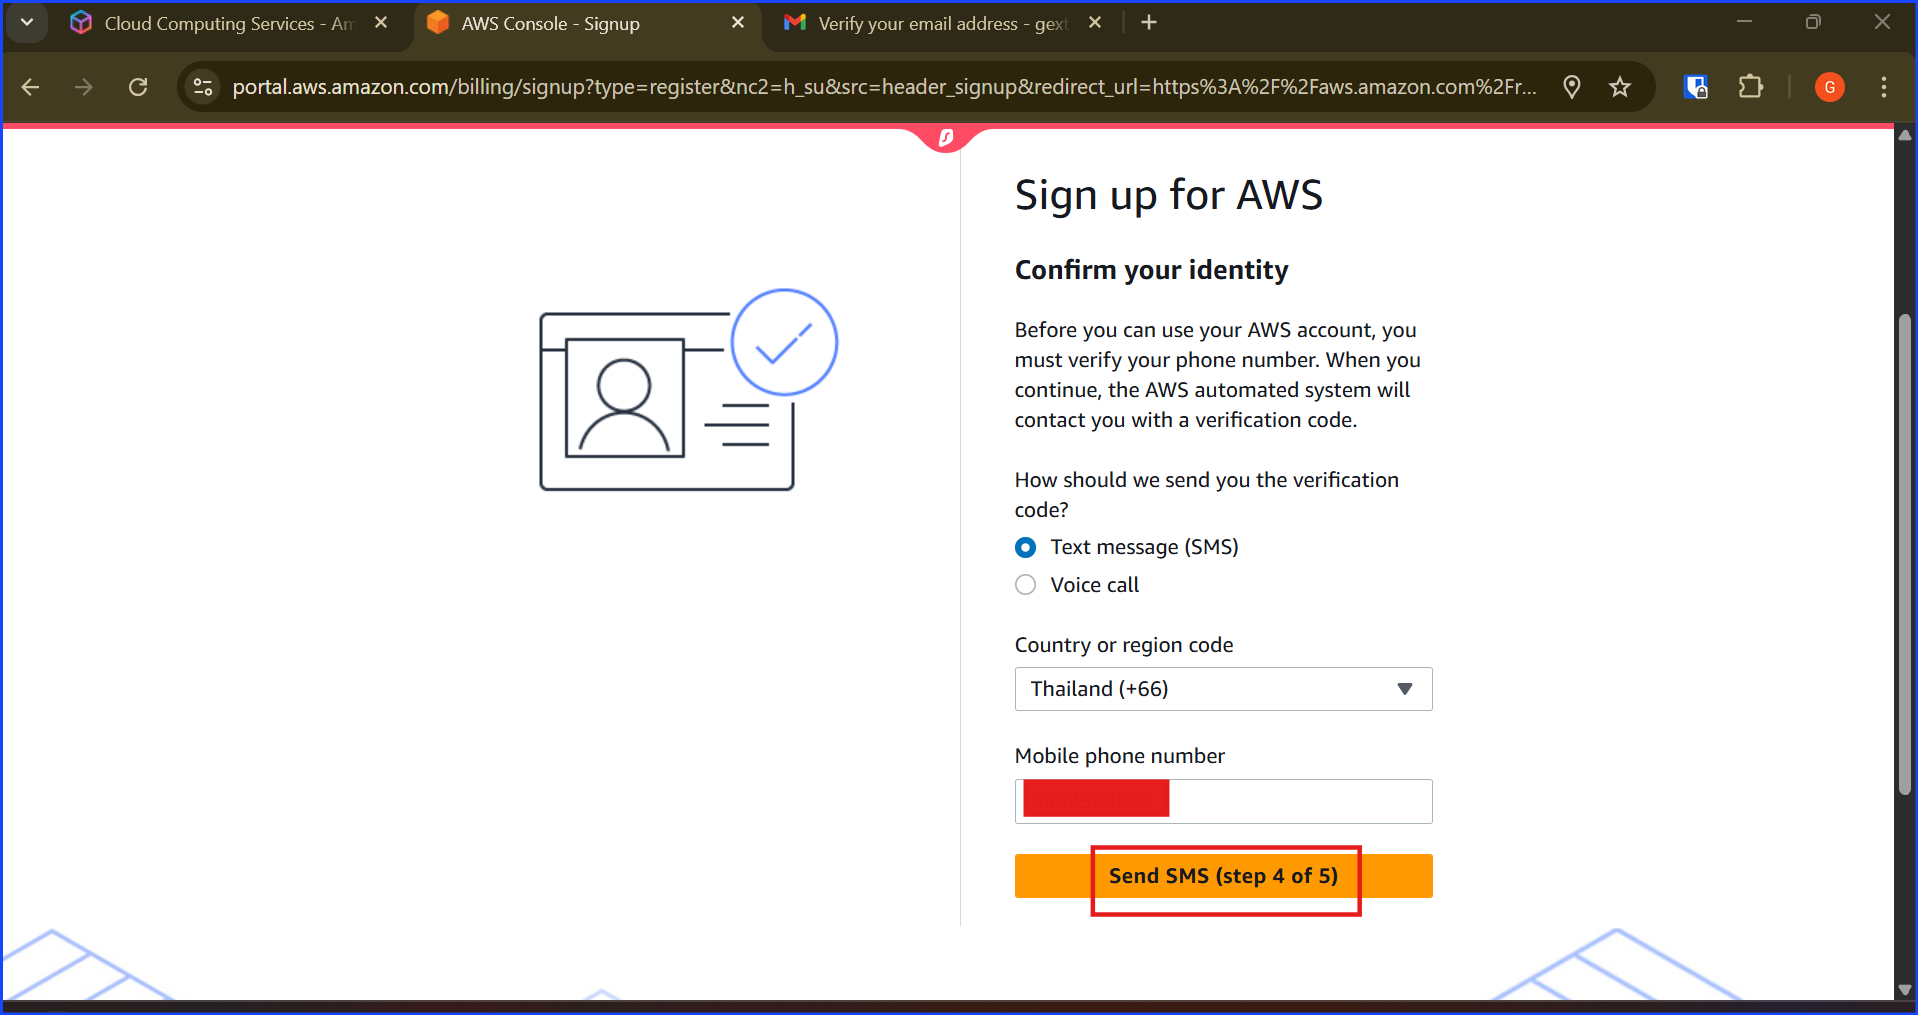 Cloud Computing Services - Am
AWS Console - Signup
Verify your email address - gext
portal.aws.amazon.com/billing/signup?type=register&nc2=h_su&src=header_signup&redirect_url=https%3A%2F%2Faws.amazon.com%2Fr...
G
Sign up for AWS
Confirm your identity
Before you can use your AWS account, you
must verify your phone number. When you
continue, the AWS automated system will
contact you with a verification code.
How should we send you the verification
code?
Text message (SMS)
Voice call
Country or region code
Thailand (+66)
Mobile phone number
Send SMS (step 4 of 5)